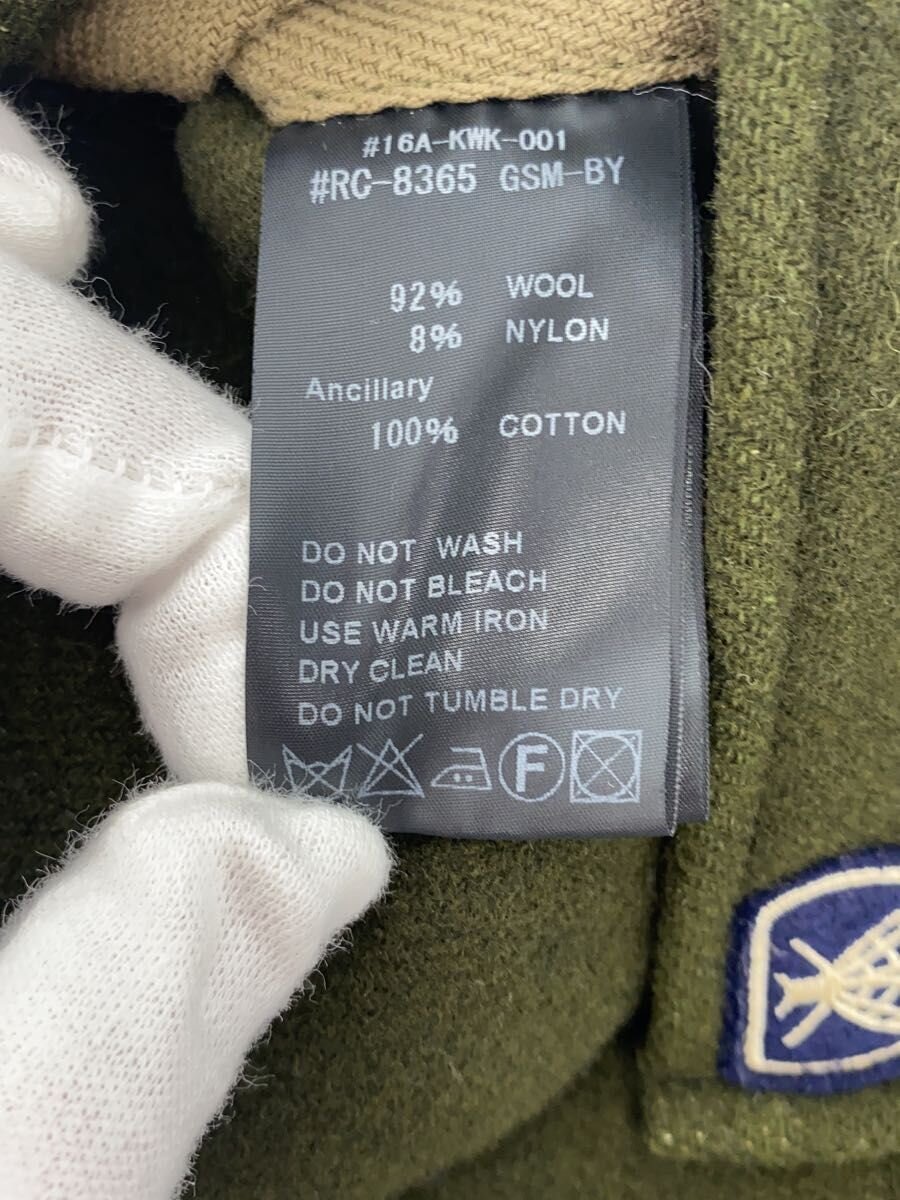 #16A-KWK-001
#RC-8365 GSM-BY
92% WOOL
8% NYLON
Ancillary
100% COTTON
DO NOT WASH
DO NOT BLEACH
USE WARM IRON
DRY CLEAN
DO NOT TUMBLE DRY
F